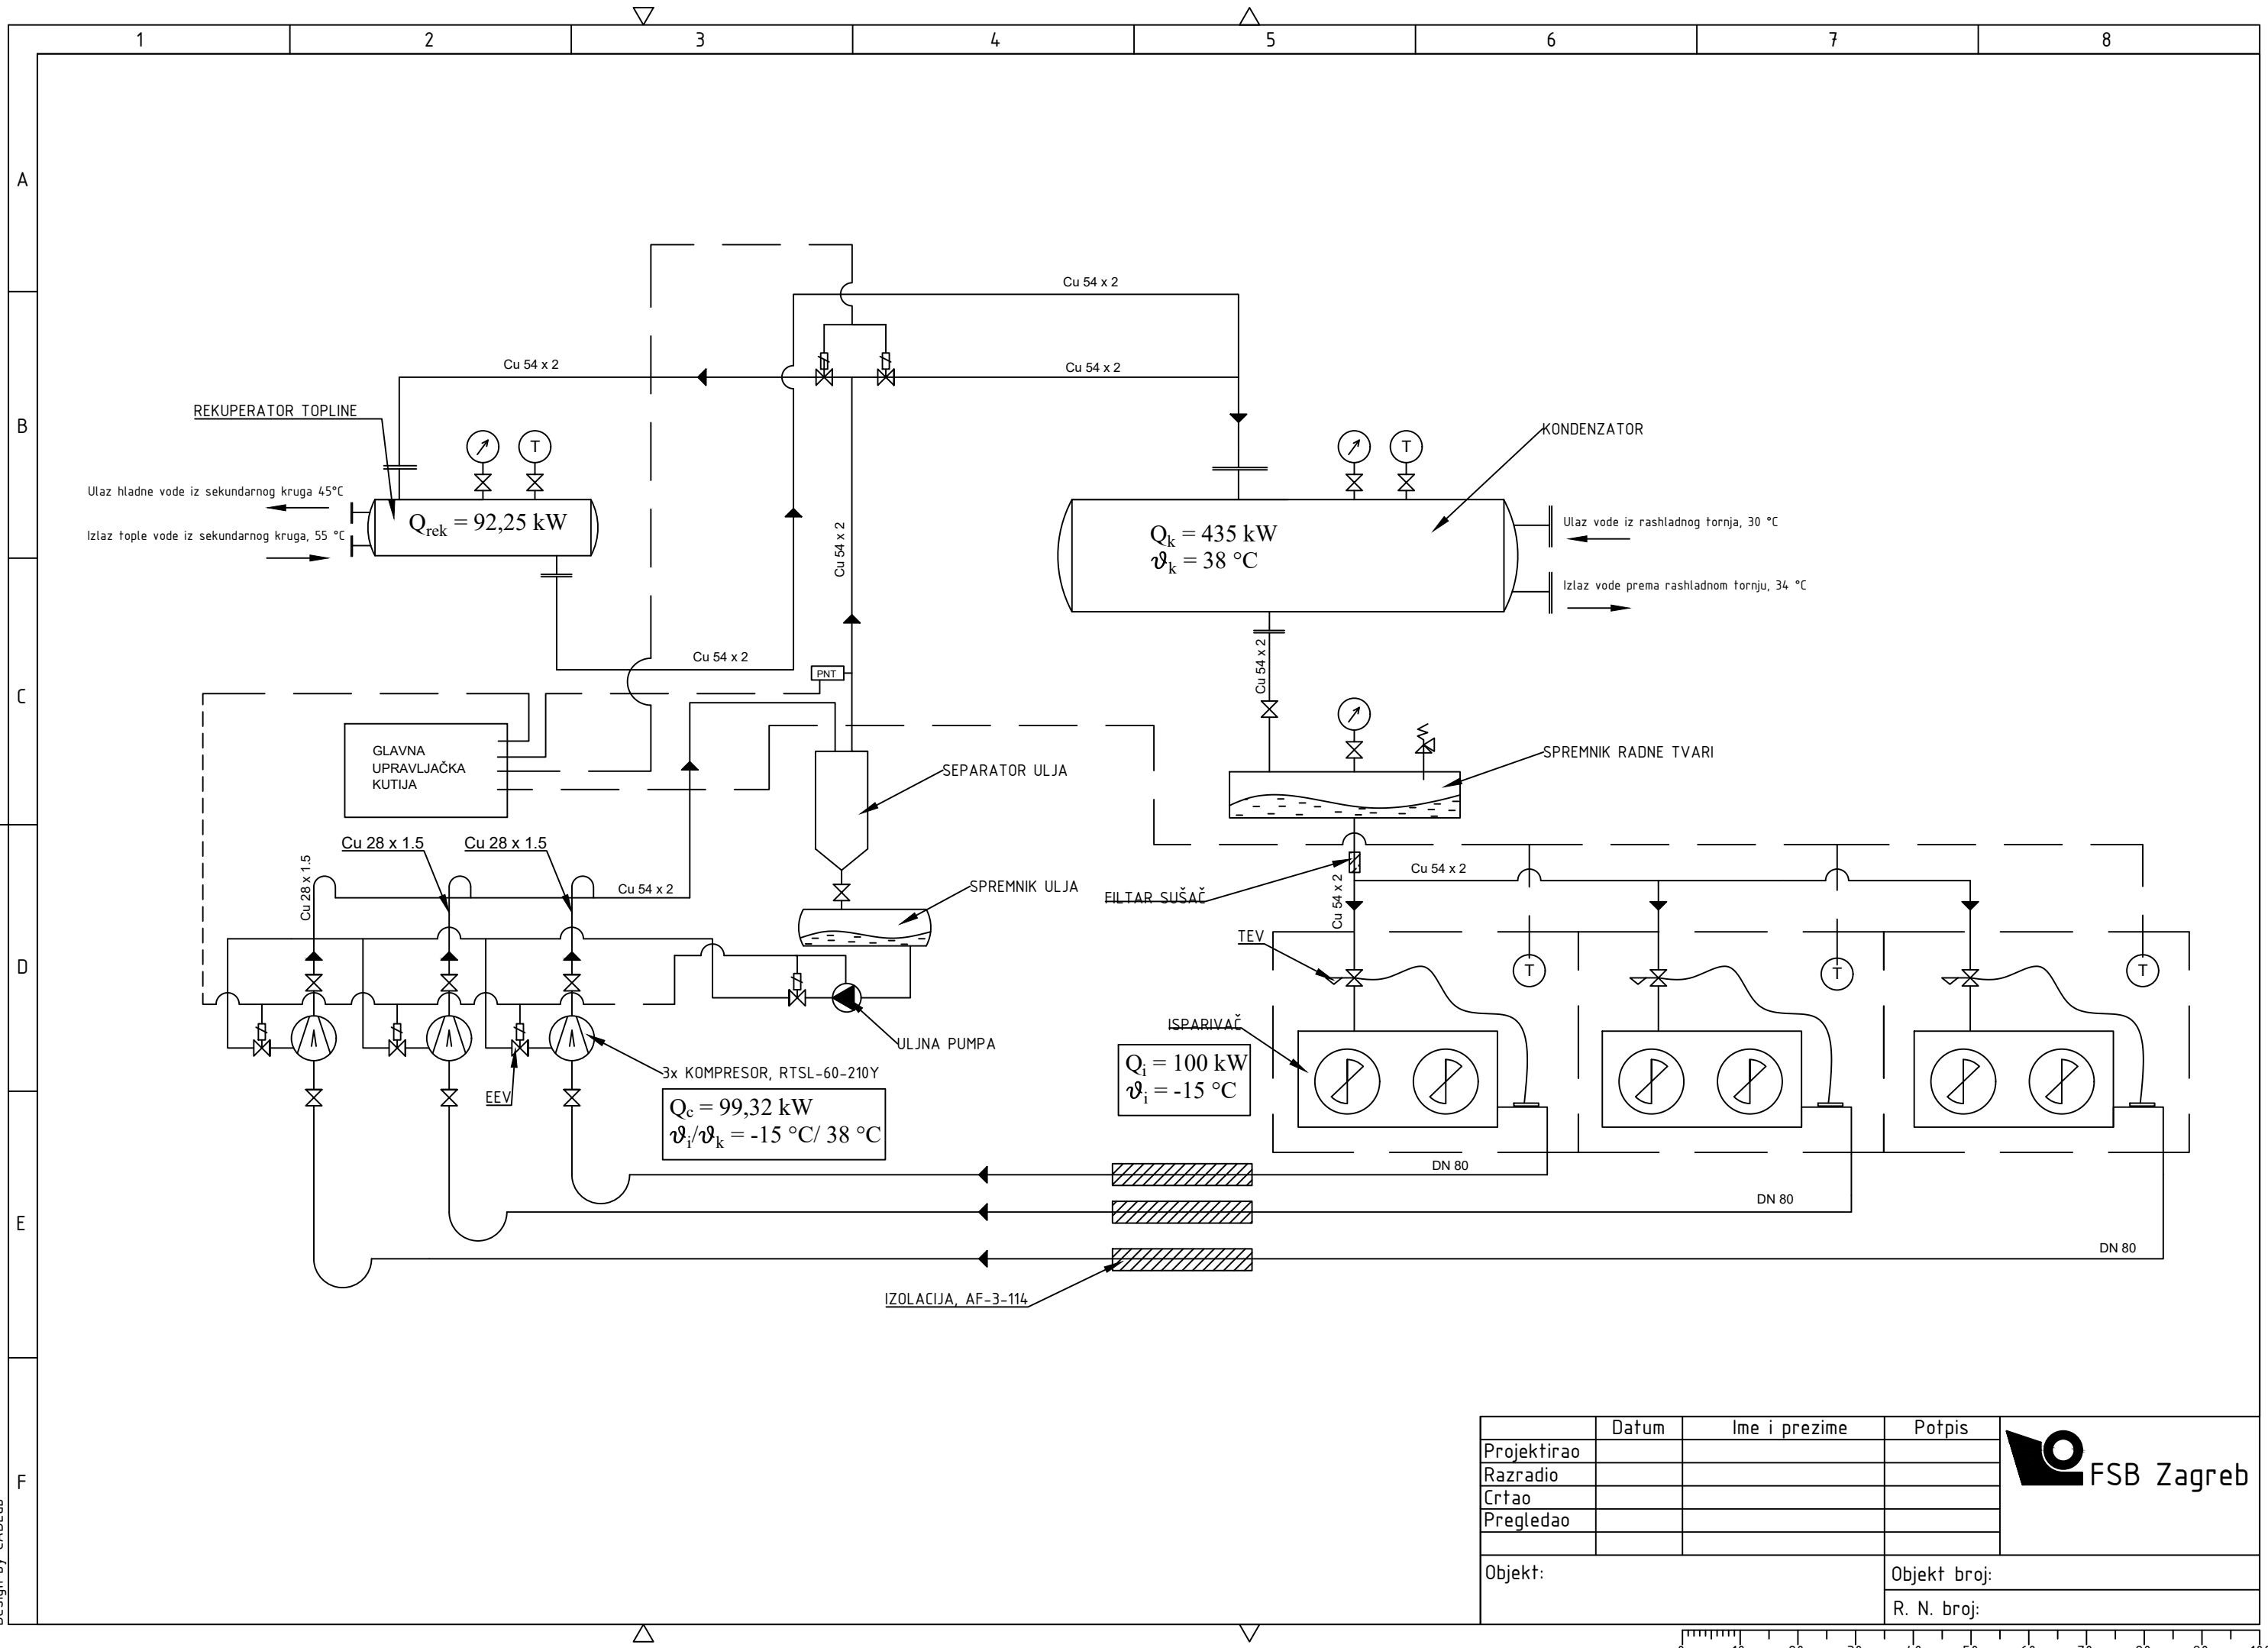 1 2 3 4 5 6 7 8
A
B
C
D
E
F
Cu 54 x 2
Cu 54 x 2
Cu 54 x 2
REKUPERATOR TOPLINE
KONDENZATOR
T
T
Ulaz hladne vode iz sekundarnog kruga 45°C
Izlaz tople vode iz sekundarnog kruga, 55 °C
Qrek = 92,25 kW
Cu 54 x 2
Qk = 435 kW
ϑk = 38 °C
Ulaz vode iz rashladnog tornja, 30 °C
Izlaz vode prema rashladnom tornju, 34 °C
Cu 54 x 2
PNT
Cu 54 x 2
GLAVNA
UPRAVLJAČKA
KUTIJA
SEPARATOR ULJA
SPREMNIK RADNE TVARI
Cu 28 x 1.5
Cu 28 x 1.5
Cu 28 x 1.5
Cu 54 x 2
SPREMNIK ULJA
FILTAR SUŠAČ
Cu 54 x 2
Cu 54 x 2
TEV
T
T
T
ISPARIVAČ
ULJNA PUMPA
Qi = 100 kW
ϑi = -15 °C
3x KOMPRESOR, RTSL-60-210Y
EEV
Qc = 99,32 kW
ϑi/ϑk = -15 °C/ 38 °C
DN 80
DN 80
DN 80
IZOLACIJA, AF-3-114
Datum Ime i prezime Potpis
Projektirao
Razradio
Crtao
Pregledao
FSB Zagreb
Objekt:
Objekt broj:
R. N. broj: